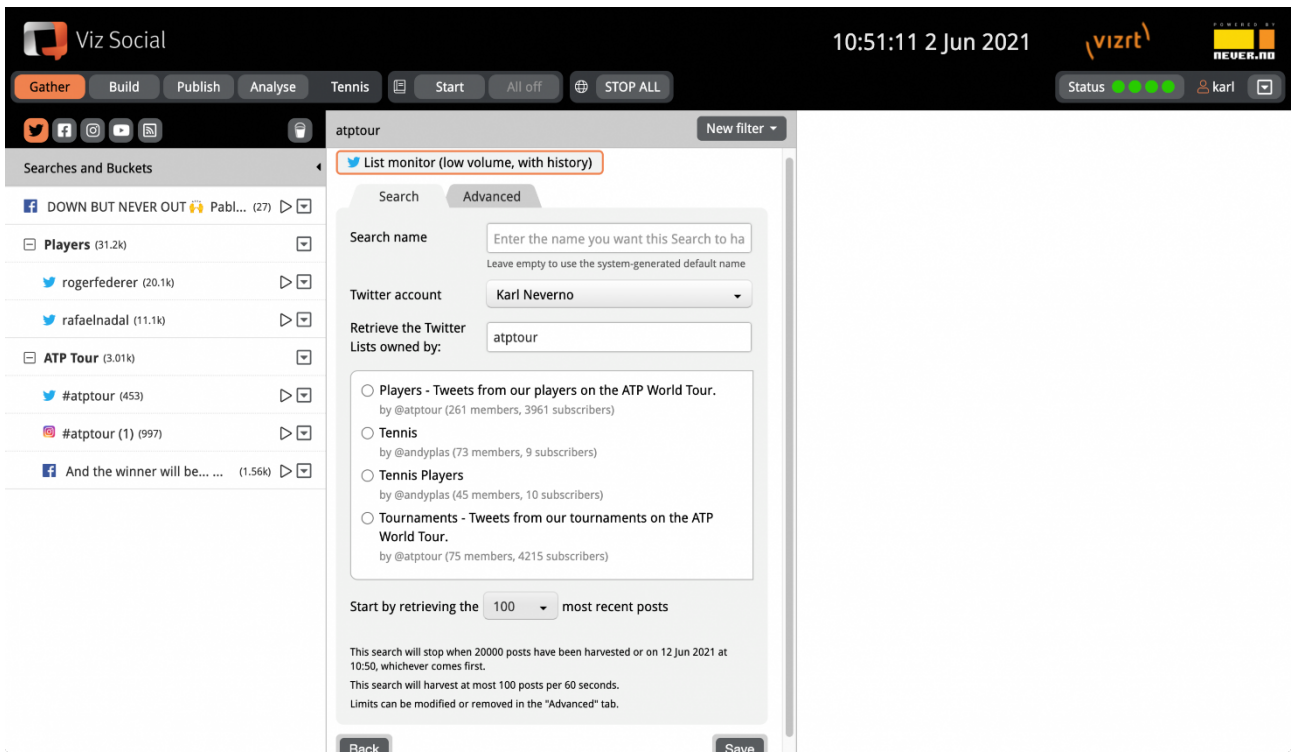 Viz Social
10:51:11 2 Jun 2021
vizrt
POWERED BY
NEVER.NO
Gather
Build
Publish
Analyse
Tennis
Start
All off
STOP ALL
Status
karl
Searches and Buckets
DOWN BUT NEVER OUT 🙌 Pabl... (27)
Players (31.2k)
rogerfederer (20.1k)
rafaelnadal (11.1k)
ATP Tour (3.01k)
#atptour (453)
#atptour (1) (997)
And the winner will be... ... (1.56k)
atptour
New filter
List monitor (low volume, with history)
Search
Advanced
Search name
Enter the name you want this Search to ha
Leave empty to use the system-generated default name
Twitter account
Karl Neverno
Retrieve the Twitter
Lists owned by:
atptour
Players - Tweets from our players on the ATP World Tour.
by @atptour (261 members, 3961 subscribers)
Tennis
by @andyplas (73 members, 9 subscribers)
Tennis Players
by @andyplas (45 members, 10 subscribers)
Tournaments - Tweets from our tournaments on the ATP
World Tour.
by @atptour (75 members, 4215 subscribers)
Start by retrieving the 100 most recent posts
This search will stop when 20000 posts have been harvested or on 12 Jun 2021 at
10:50, whichever comes first.
This search will harvest at most 100 posts per 60 seconds.
Limits can be modified or removed in the "Advanced" tab.
Back
Save